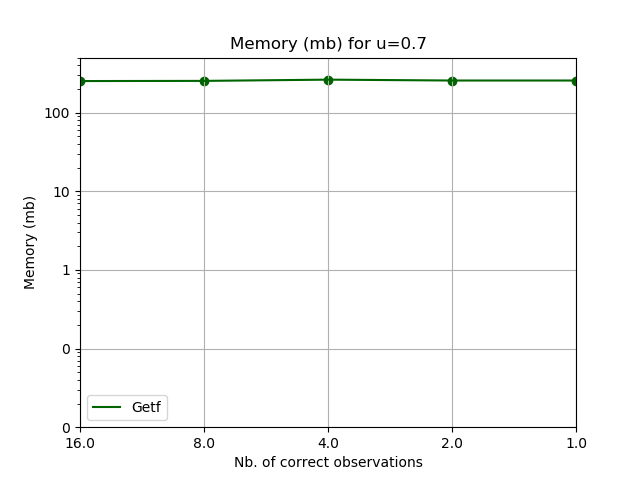 Memory (mb) for u=0.7
100
10
1
0
0
Memory (mb)
Getf
16.0 8.0 4.0 2.0 1.0
Nb. of correct observations